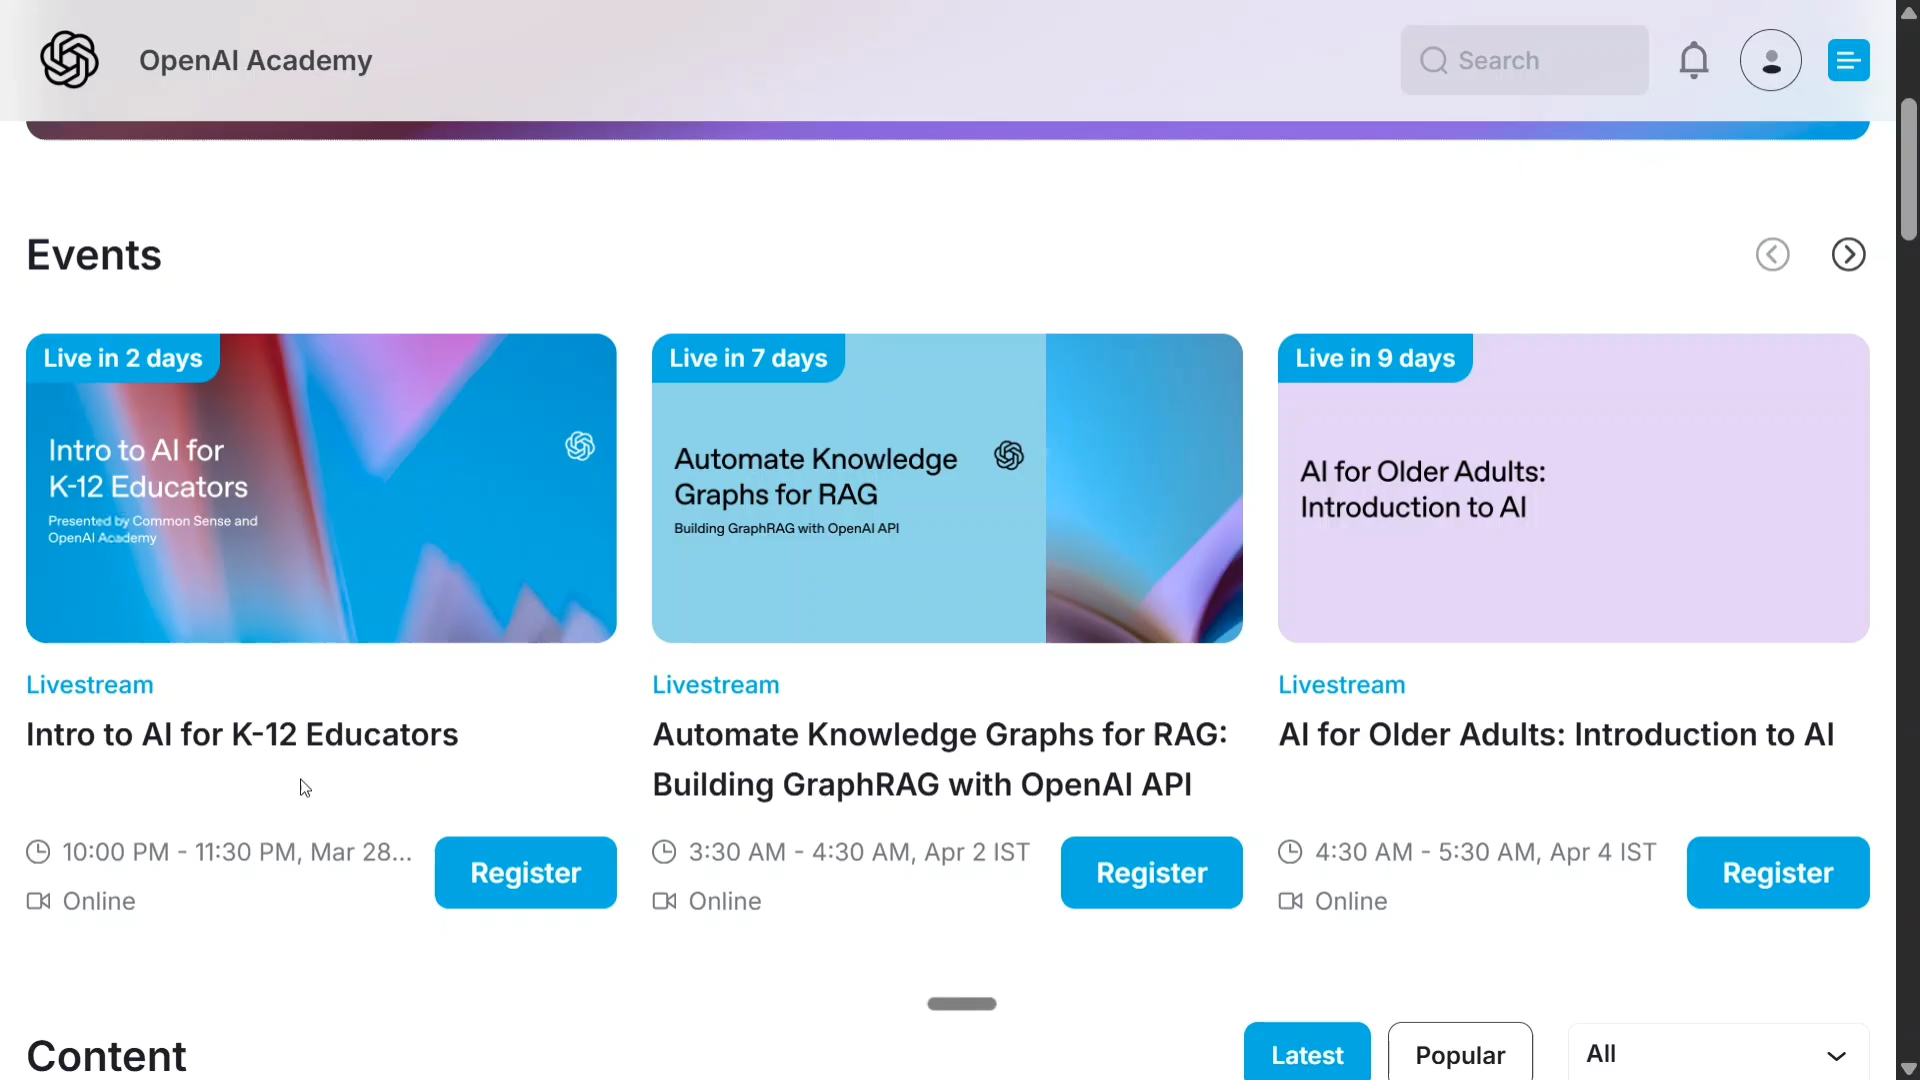 OpenAI Academy
Search
Events
Live in 2 days
Intro to AI for
K-12 Educators
Presented by Common Sense and
OpenAI Academy
Livestream
Intro to AI for K-12 Educators
10:00 PM - 11:30 PM, Mar 28...
Online
Register
Live in 7 days
Automate Knowledge
Graphs for RAG
Building GraphRAG with OpenAI API
Livestream
Automate Knowledge Graphs for RAG:
Building GraphRAG with OpenAI API
3:30 AM - 4:30 AM, Apr 2 IST
Online
Register
Live in 9 days
AI for Older Adults:
Introduction to AI
Livestream
AI for Older Adults: Introduction to AI
4:30 AM - 5:30 AM, Apr 4 IST
Online
Register
Content
Latest
Popular
All